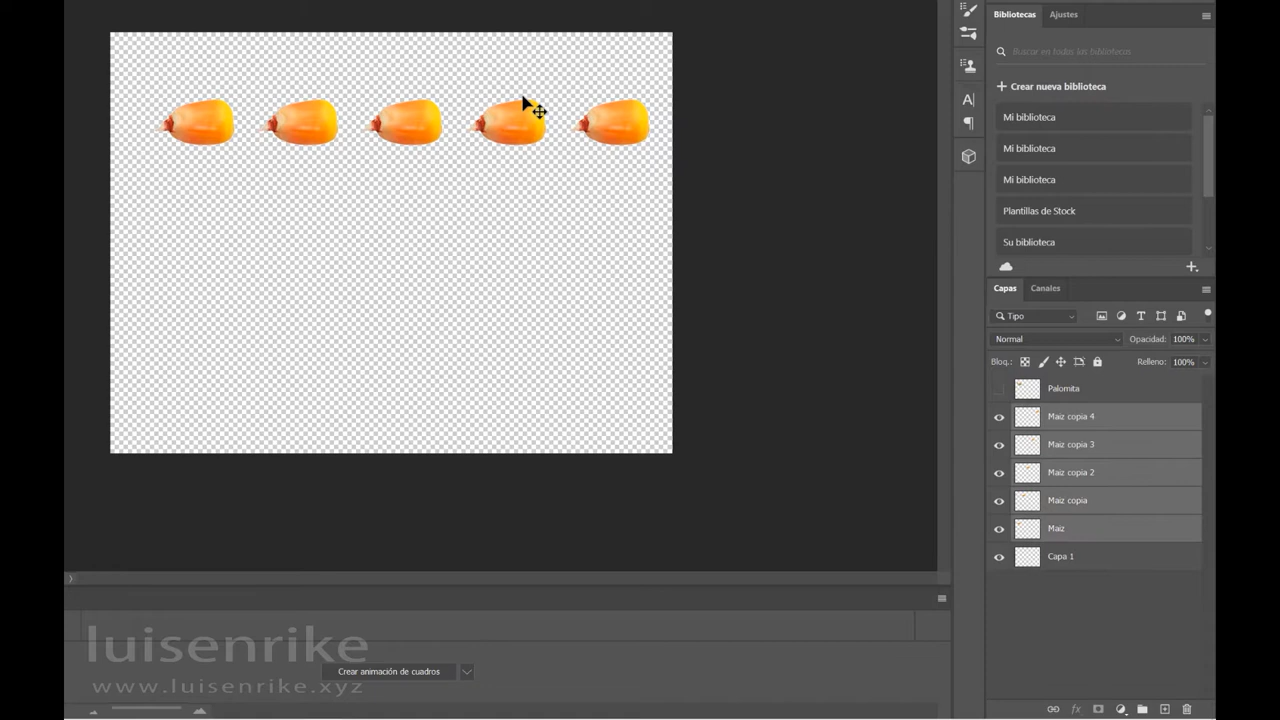 Bibliotecas Ajustes
Buscar en todas las bibliotecas
Crear nueva biblioteca
Mi biblioteca
Mi biblioteca
Mi biblioteca
Plantillas de Stock
Su biblioteca
Capas Canales
Tipo
Normal Opacidad: 100%
Bloq.: Relleno: 100%
Palomita
Maiz copia 4
Maiz copia 3
Maiz copia 2
Maiz copia
Maiz
Capa 1
luisenrike
Crear animación de cuadros
www.luisenrike.xyz